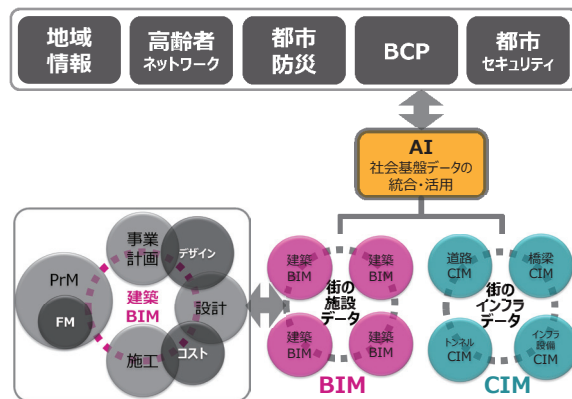 地域
情報
高齢者
ネットワーク
都市
防災
BCP
都市
セキュリティ
AI
社会基盤データの
統合・活用
事業
計画
デザイン
PrM
FM
建築
BIM
設計
施工
コスト
建築
BIM
建築
BIM
街の
施設
データ
建築
BIM
建築
BIM
BIM
道路
CIM
橋梁
CIM
街の
インフラ
データ
トンネル
CIM
インフラ
設備
CIM
CIM